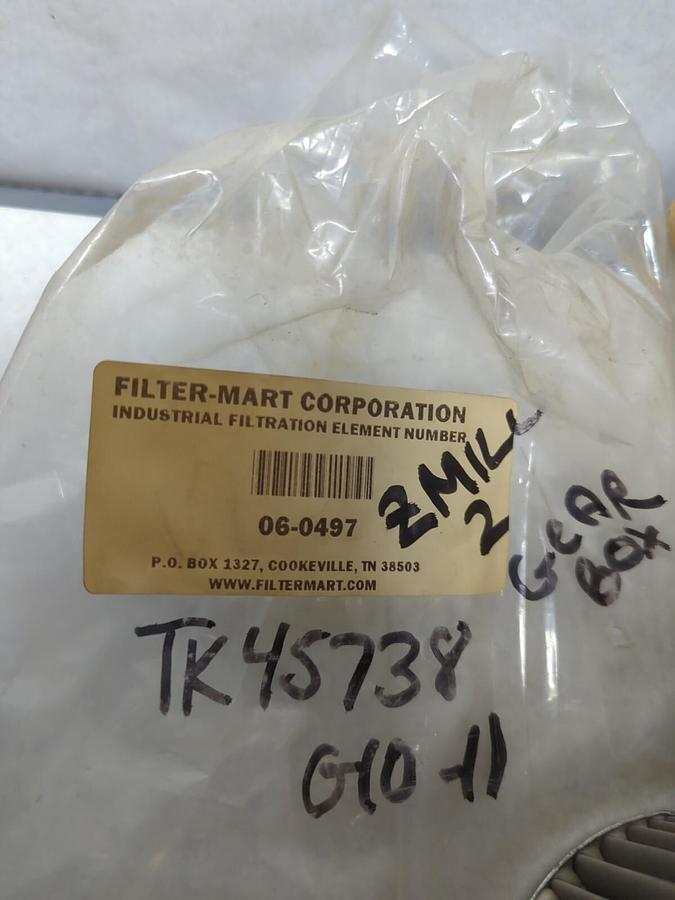 FILTER-MART CORPORATION
INDUSTRIAL FILTRATION ELEMENT NUMBER
06-0497
P.O. BOX 1327, COOKEVILLE, TN 38503
WWW.FILTERMART.COM
ZMILL
2
GEAR
BOX
TK45738
G10-11